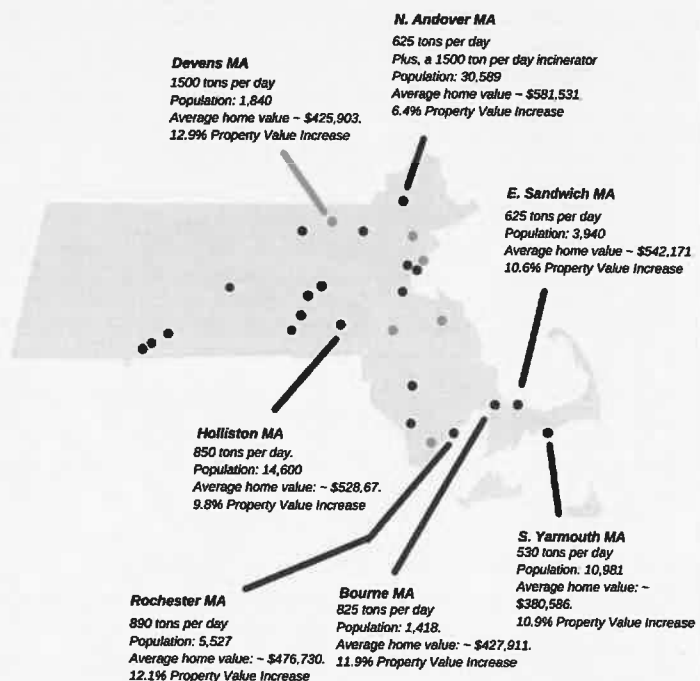 N. Andover MA
625 tons per day
Plus, a 1500 ton per day incinerator
Population: 30,589
Average home value ~ $581,531
6.4% Property Value Increase
Devens MA
1500 tons per day
Population: 1,840
Average home value ~ $425,903.
12.9% Property Value Increase
E. Sandwich MA
625 tons per day
Population: 3,940
Average home value ~ $542,171
10.6% Property Value Increase
Holliston MA
850 tons per day.
Population: 14,600
Average home value: ~ $528,67.
9.8% Property Value Increase
S. Yarmouth MA
530 tons per day
Population: 10,981
Average home value: ~
$380,586.
10.9% Property Value Increase
Rochester MA
890 tons per day
Population: 5,527
Average home value: ~ $476,730.
12.1% Property Value Increase
Bourne MA
825 tons per day
Population: 1,418.
Average home value: ~ $427,911.
11.9% Property Value Increase